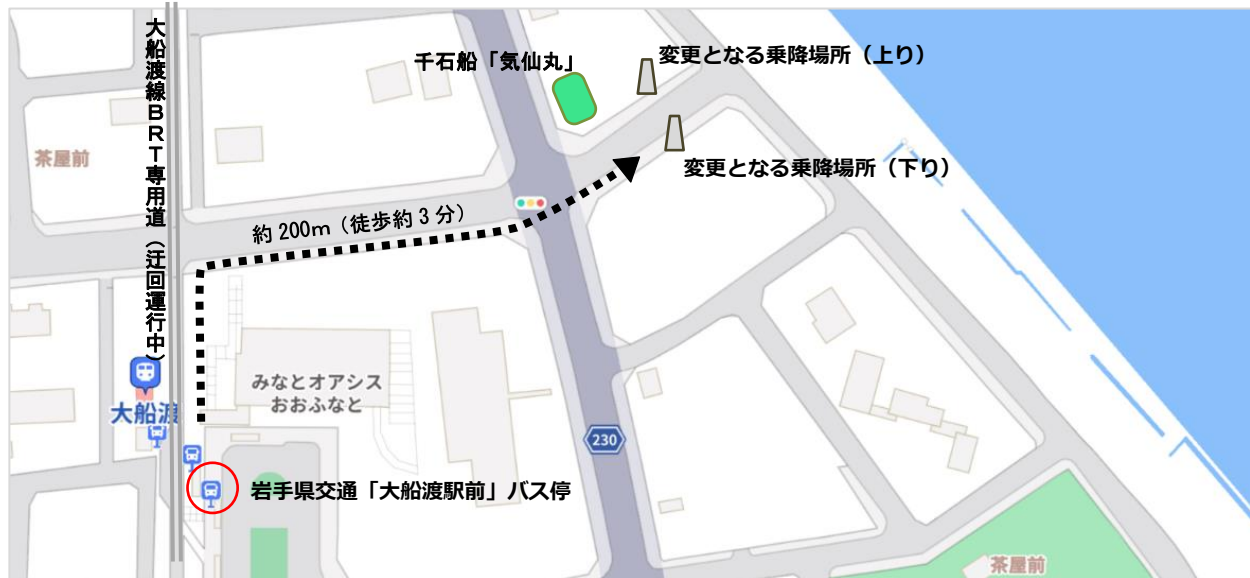 大船渡線BRT専用道(迂回運行中)
千石船「気仙丸」
変更となる乗降場所(上り)
変更となる乗降場所(下り)
茶屋前
約200m(徒歩約3分)
みなとオアシス
おおふなと
大船渡
230
岩手県交通「大船渡駅前」バス停
茶屋前